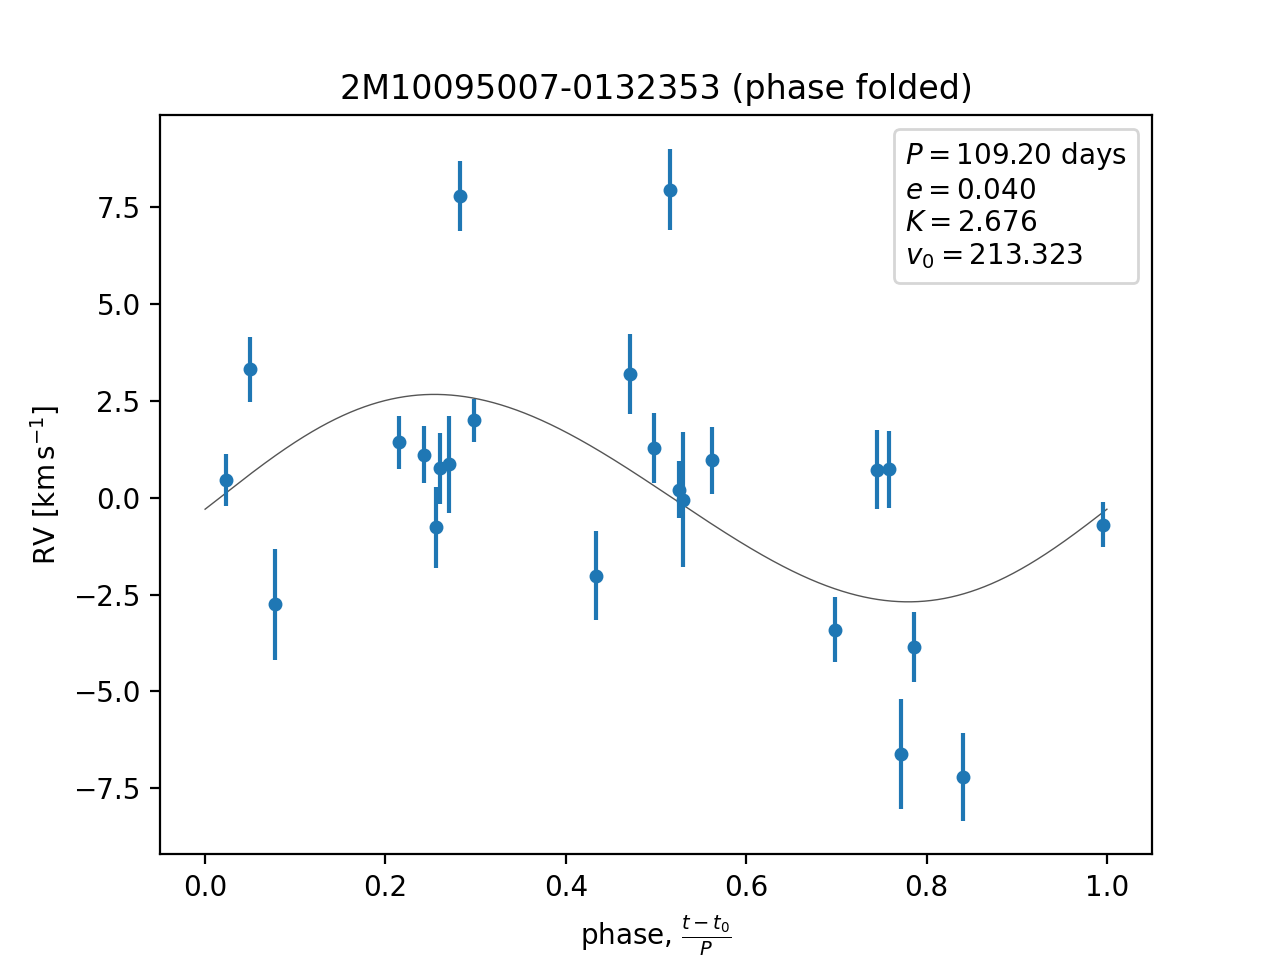 2M10095007-0132353 (phase folded)
P = 109.20 days
e = 0.040
K = 2.676
v₀ = 213.323
7.5
5.0
2.5
0.0
−2.5
−5.0
−7.5
RV [km s⁻¹]
0.0 0.2 0.4 0.6 0.8 1.0
phase, (t − t₀)/P